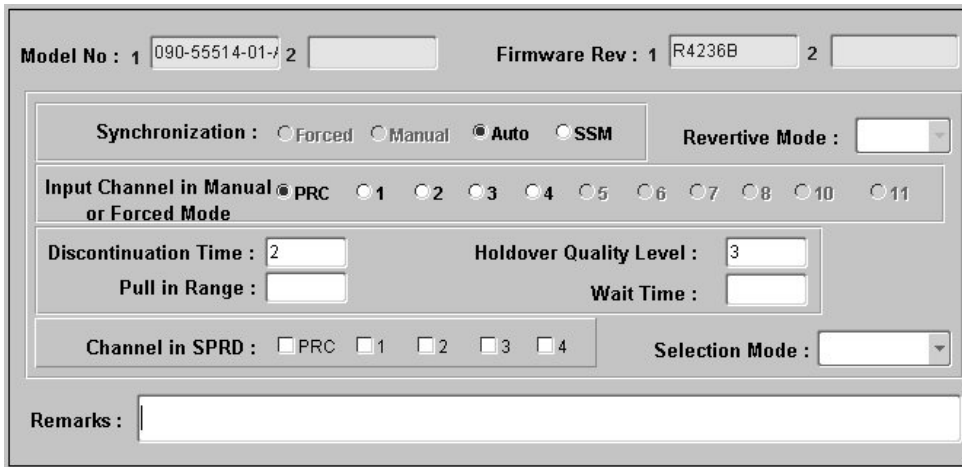 Model No : 1 090-55514-01-A 2 Firmware Rev : 1 R4236B 2
Synchronization : Forced Manual Auto SSM Revertive Mode :
Input Channel in Manual PRC 1 2 3 4 5 6 7 8 10 11
or Forced Mode
Discontinuation Time : 2 Holdover Quality Level : 3
Pull in Range : Wait Time :
Channel in SPRD : PRC 1 2 3 4 Selection Mode :
Remarks :